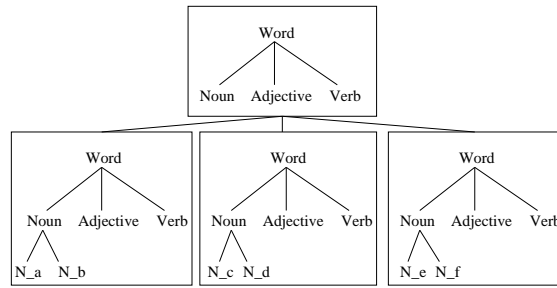 Word
Noun Adjective Verb
Word Word Word
Noun Adjective Verb Noun Adjective Verb Noun Adjective Verb
N_a N_b N_c N_d N_e N_f